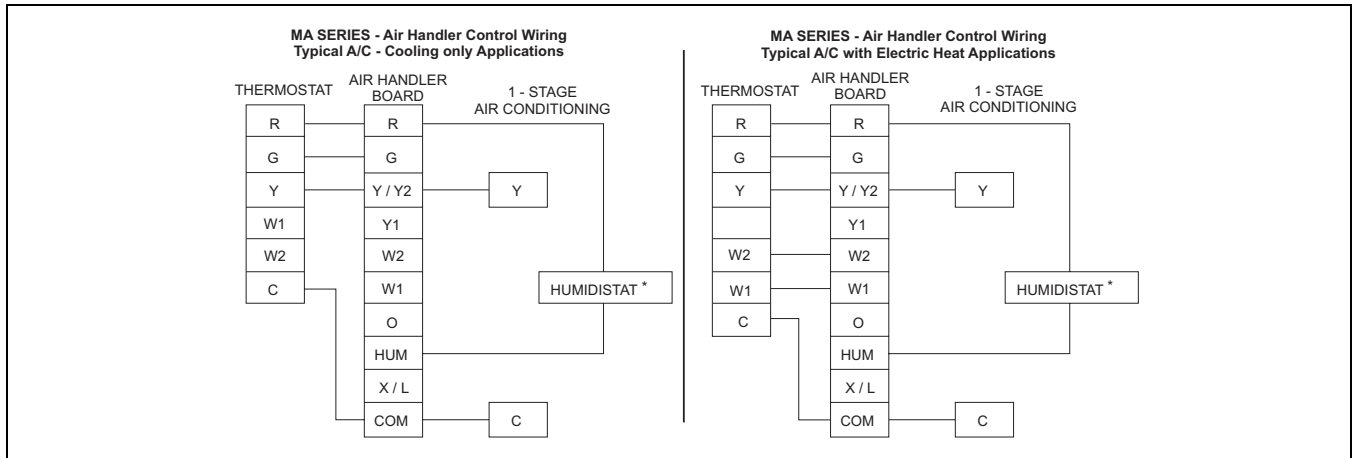 MA SERIES - Air Handler Control Wiring
Typical A/C - Cooling only Applications
THERMOSTAT
AIR HANDLER
BOARD
1 - STAGE
AIR CONDITIONING
R
R
G
G
Y
Y / Y2
Y
W1
Y1
W2
W2
C
W1
HUMIDISTAT *
O
HUM
X / L
COM
C
MA SERIES - Air Handler Control Wiring
Typical A/C with Electric Heat Applications
THERMOSTAT
AIR HANDLER
BOARD
1 - STAGE
AIR CONDITIONING
R
R
G
G
Y
Y / Y2
Y
Y1
W2
W2
W1
W1
HUMIDISTAT *
C
O
HUM
X / L
COM
C